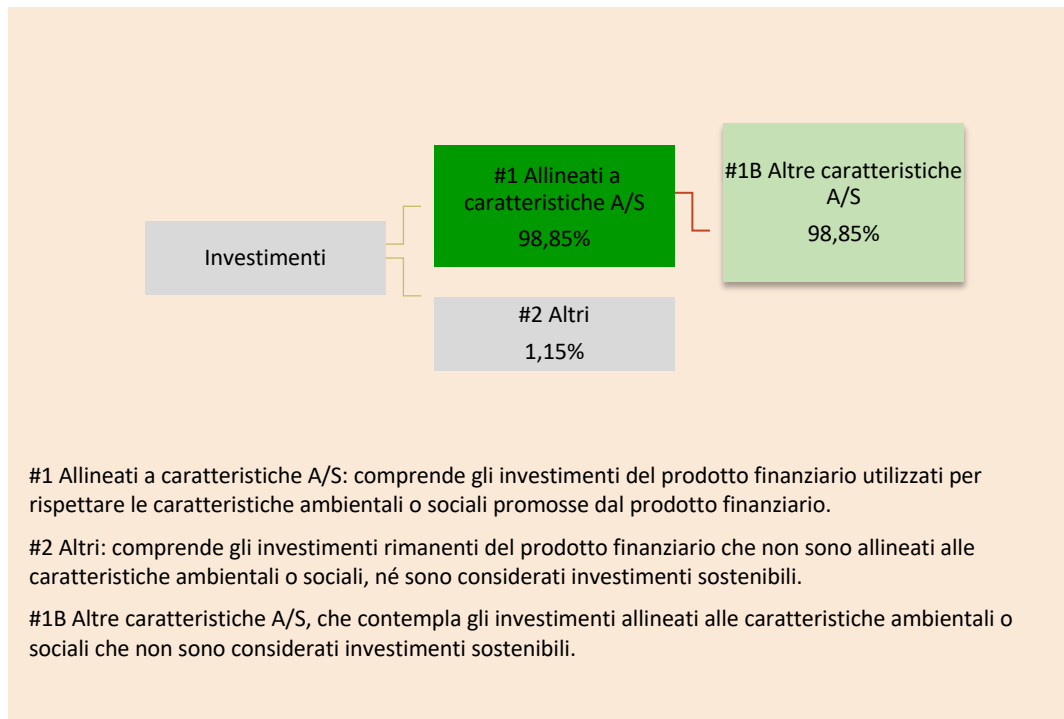 #1 Allineati a
caratteristiche A/S
98,85%
#1B Altre caratteristiche
A/S
98,85%
Investimenti
#2 Altri
1,15%
#1 Allineati a caratteristiche A/S: comprende gli investimenti del prodotto finanziario utilizzati per
rispettare le caratteristiche ambientali o sociali promosse dal prodotto finanziario.
#2 Altri: comprende gli investimenti rimanenti del prodotto finanziario che non sono allineati alle
caratteristiche ambientali o sociali, né sono considerati investimenti sostenibili.
#1B Altre caratteristiche A/S, che contempla gli investimenti allineati alle caratteristiche ambientali o
sociali che non sono considerati investimenti sostenibili.